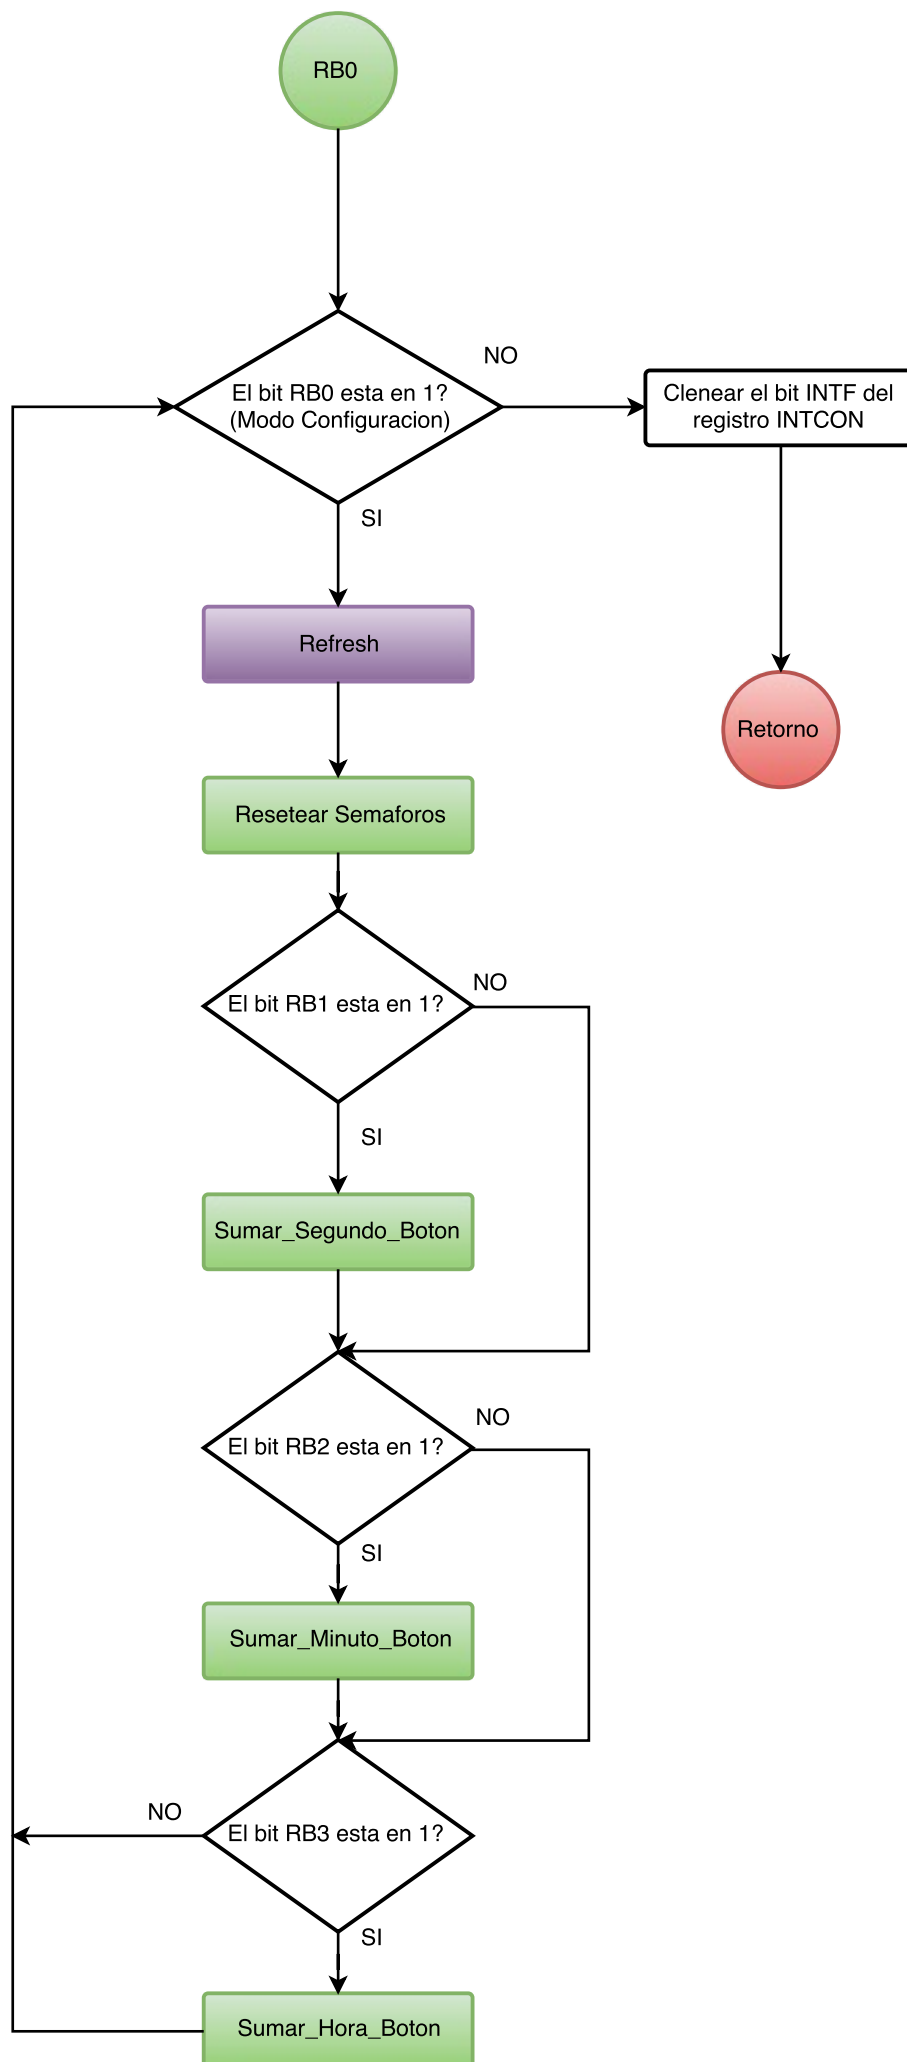 RB0
El bit RB0 esta en 1?
(Modo Configuracion)
NO
Clenear el bit INTF del
registro INTCON
SI
Refresh
Retorno
Resetear Semaforos
El bit RB1 esta en 1?
NO
SI
Sumar_Segundo_Boton
El bit RB2 esta en 1?
NO
SI
Sumar_Minuto_Boton
NO
El bit RB3 esta en 1?
SI
Sumar_Hora_Boton